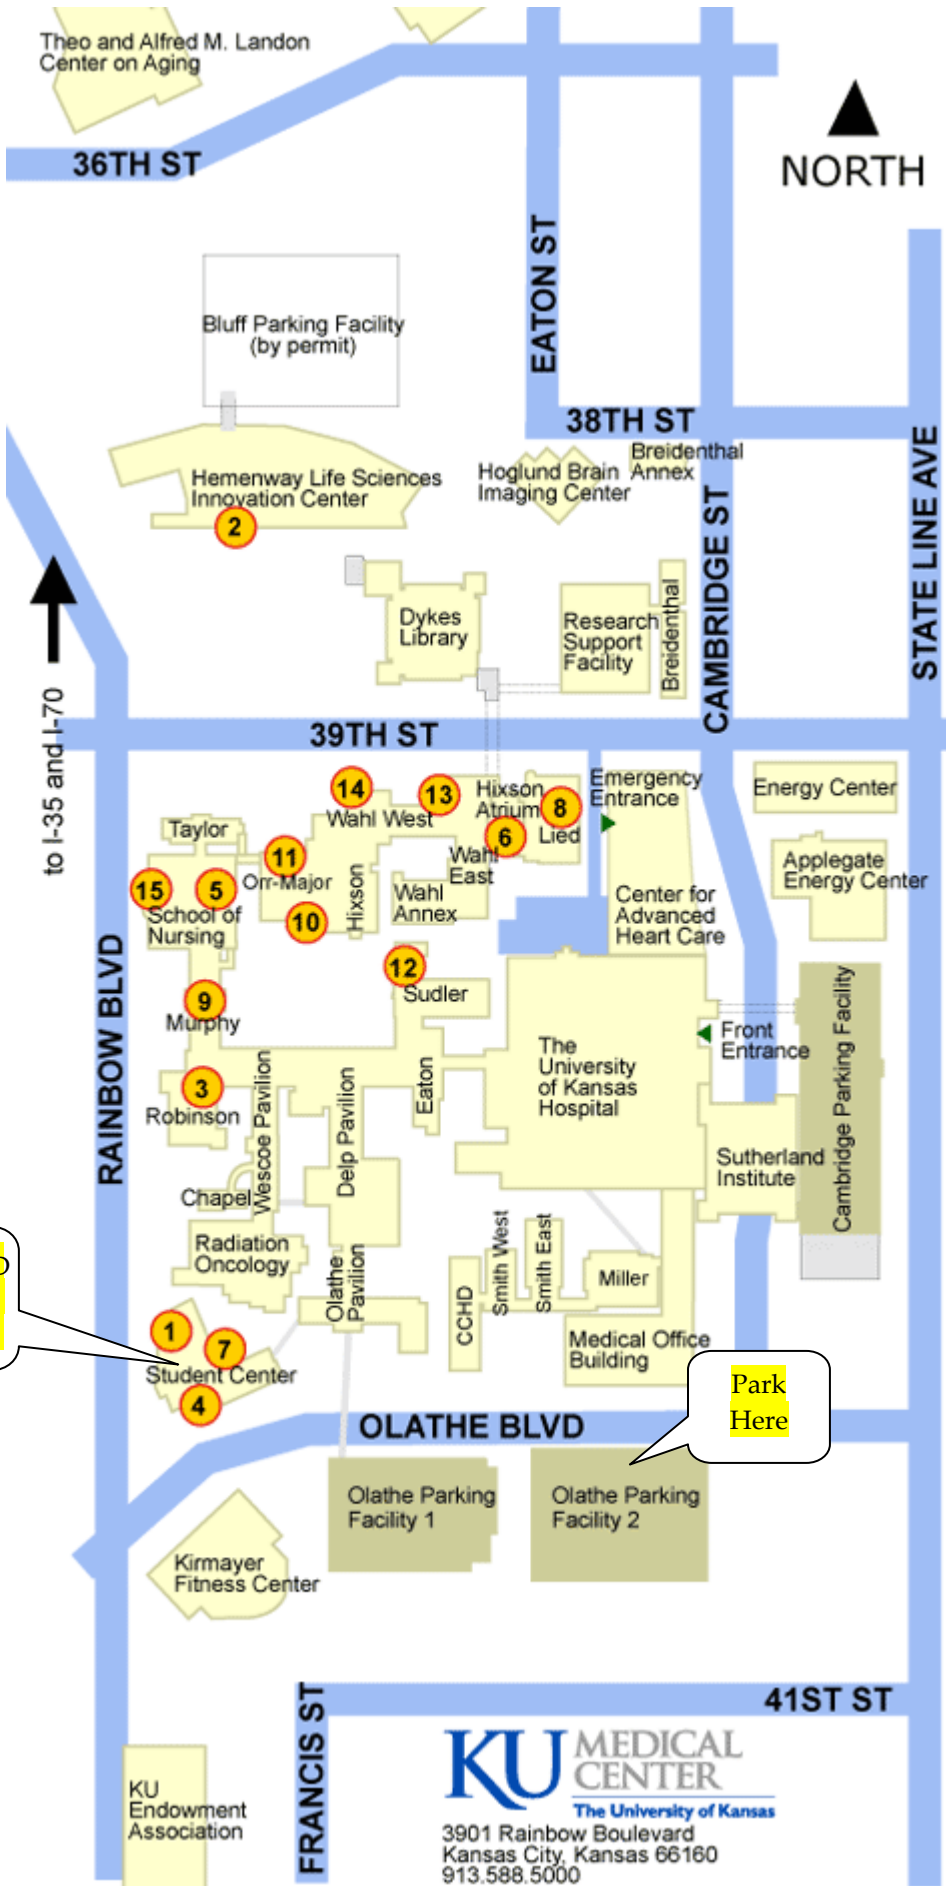 Theo and Alfred M. Landon
Center on Aging
NORTH
36TH ST
EATON ST
Bluff Parking Facility
(by permit)
38TH ST
Hemenway Life Sciences
Innovation Center
2
Hoglund Brain
Imaging Center
Breidenthal
Annex
CAMBRIDGE ST
STATE LINE AVE
Dykes
Library
Research
Support
Facility
Breidenthal
to I-35 and I-70
39TH ST
14
13
Hixson
Atrium
8
6
Lied
Emergency
Entrance
Energy Center
Taylor
Wahl West
11
Orr-Major
Wahl
East
15
5
School of
Nursing
10
Hixson
Wahl
Annex
Center for
Advanced
Heart Care
Applegate
Energy Center
12
Sudler
9
Murphy
RAINBOW BLVD
3
Robinson
Wescoe Pavilion
Delp Pavilion
Eaton
The
University
of Kansas
Hospital
Front
Entrance
Cambridge Parking Facility
Sutherland
Institute
Chapel
Radiation
Oncology
Olathe
Pavilion
CCHD
Smith West
Smith East
Miller
Medical Office
Building
1
7
Student Center
4
Park
Here
OLATHE BLVD
Olathe Parking
Facility 1
Olathe Parking
Facility 2
Kirmayer
Fitness Center
41ST ST
FRANCIS ST
KU
Endowment
Association
KU MEDICAL
CENTER
The University of Kansas
3901 Rainbow Boulevard
Kansas City, Kansas 66160
913.588.5000